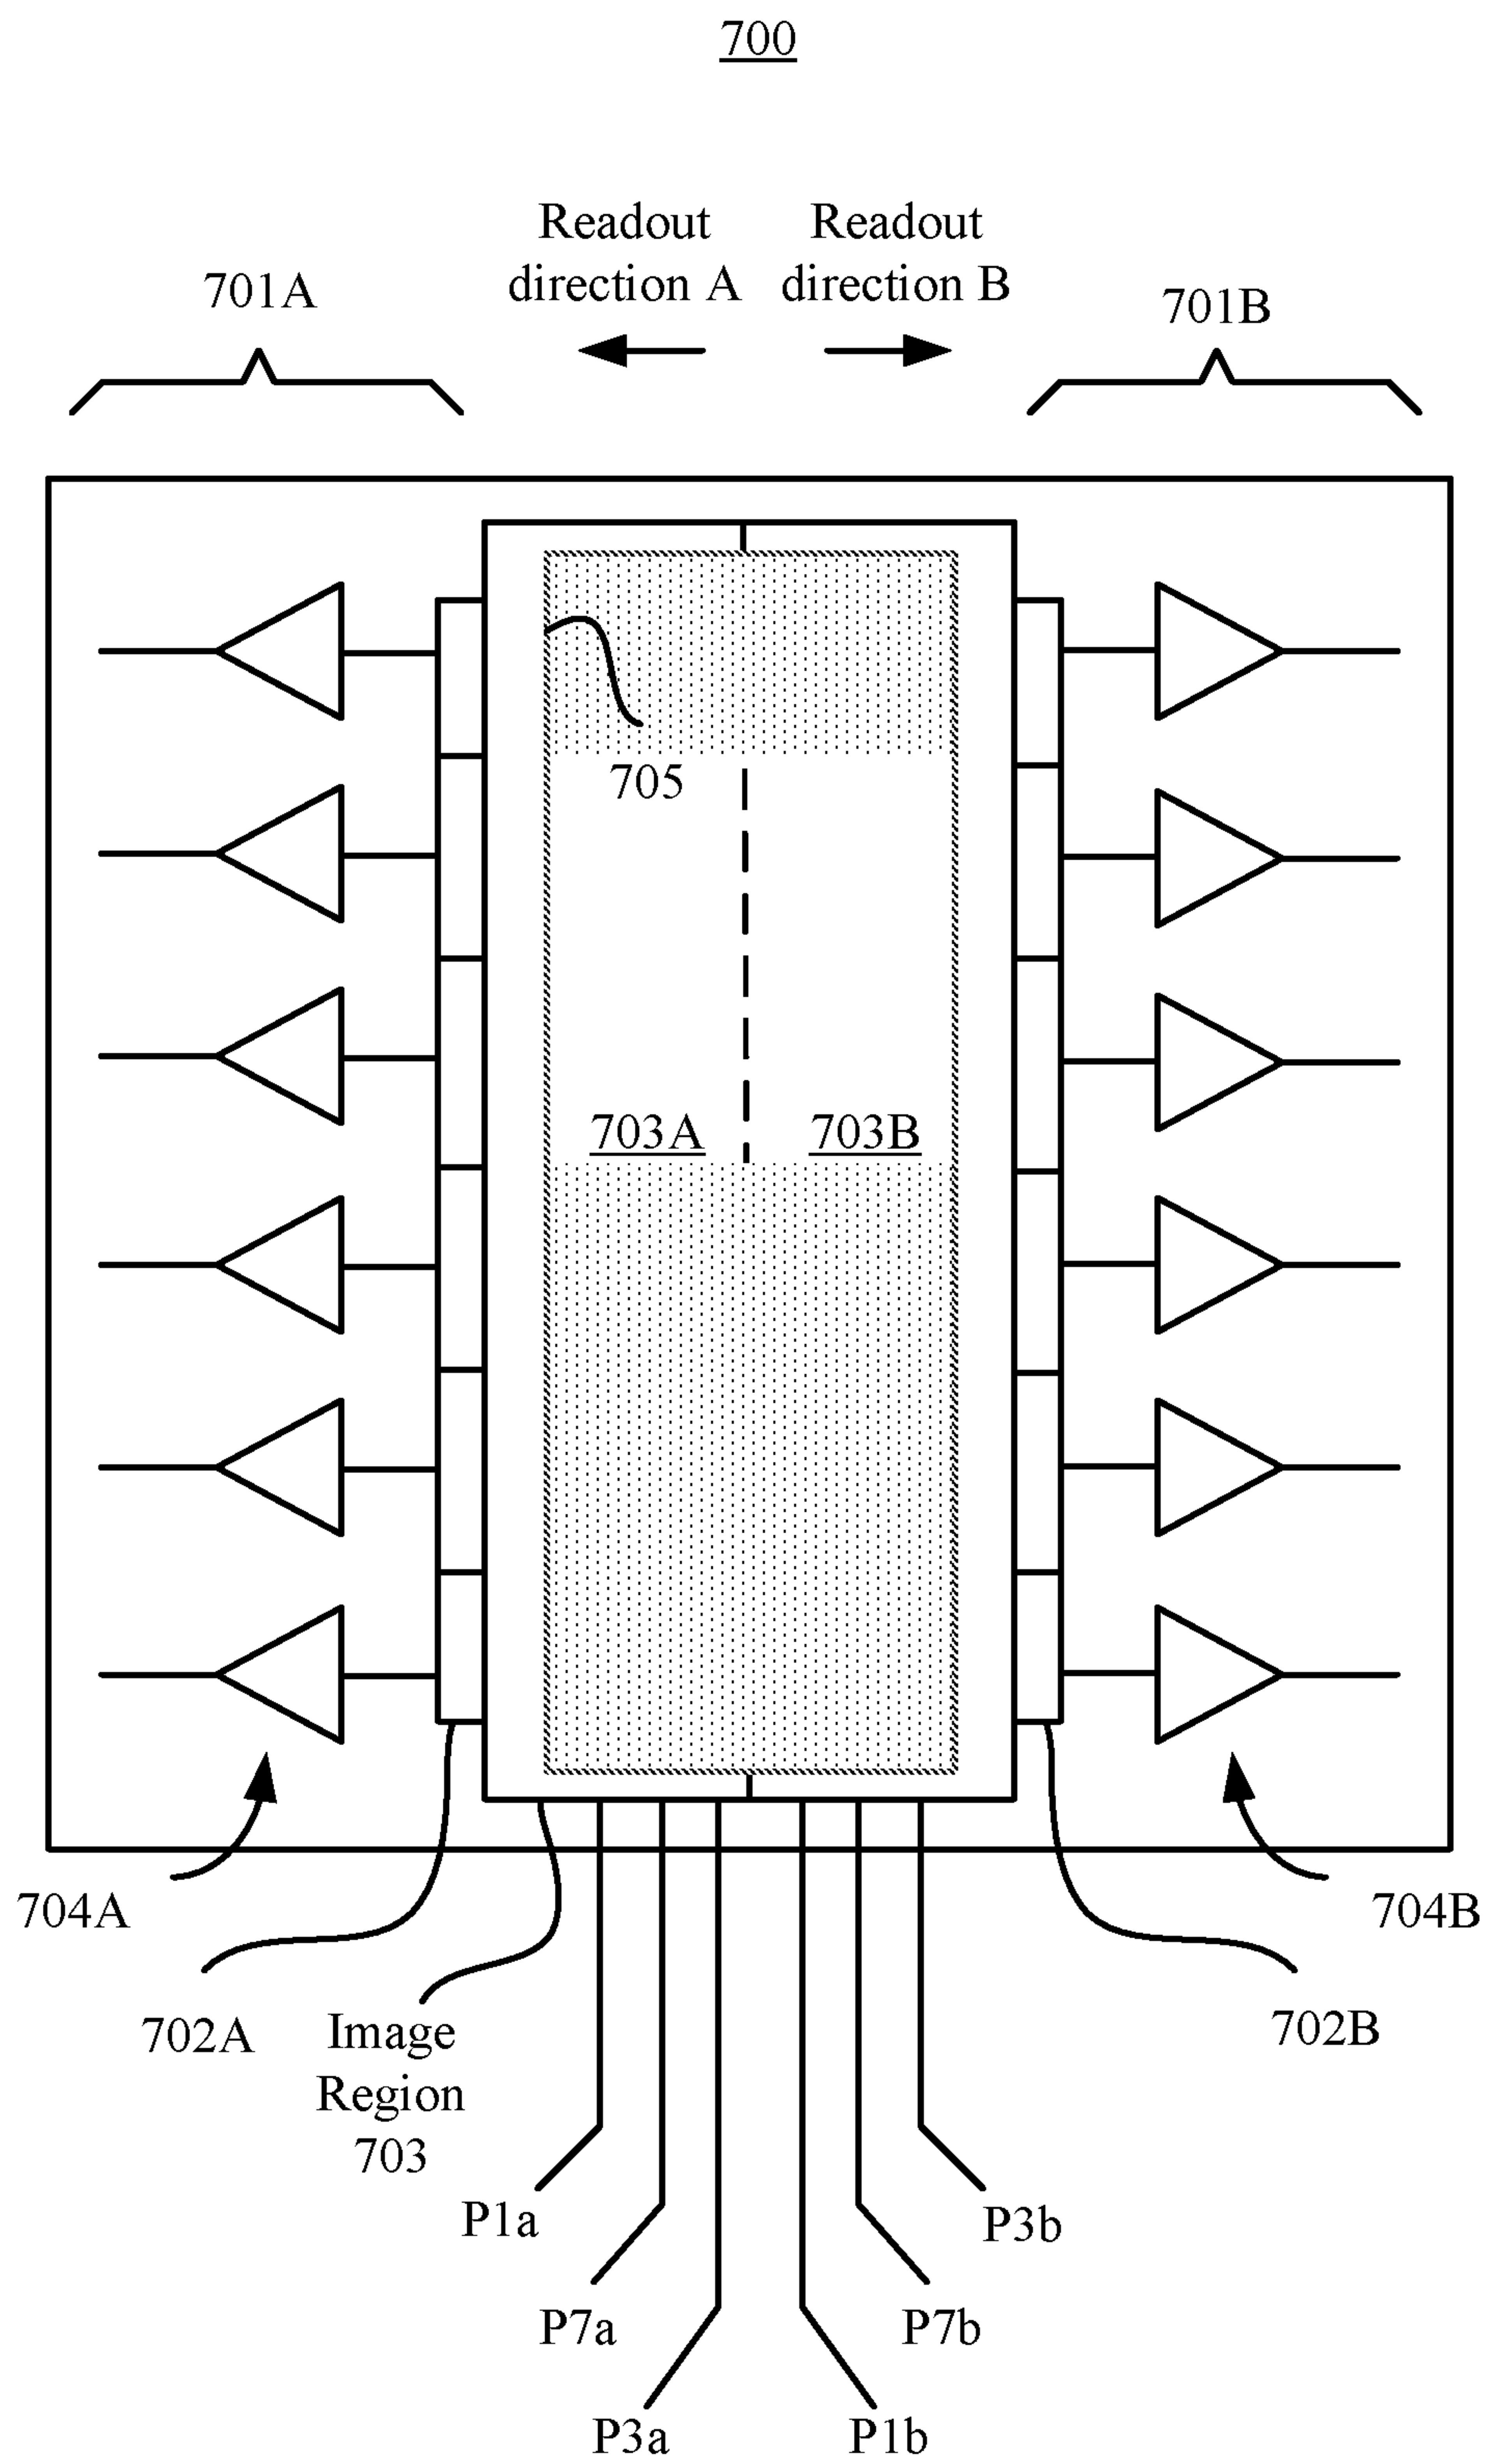 700
Readout
direction A
Readout
direction B
701A
701B
705
703A
703B
704A
704B
702A
Image
Region
703
702B
P1a
P3b
P7a
P7b
P3a
P1b